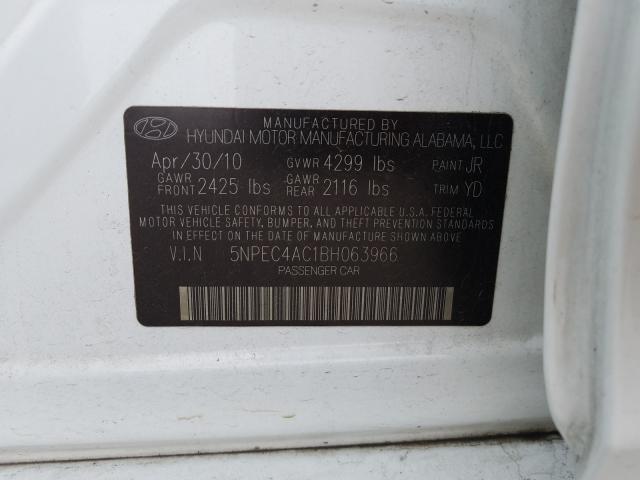 MANUFACTURED BY
HYUNDAI MOTOR MANUFACTURING ALABAMA, LLC
Apr/30/10 GVWR 4299 lbs PAINT JR
GAWR FRONT 2425 lbs GAWR REAR 2116 lbs TRIM YD
THIS VEHICLE CONFORMS TO ALL APPLICABLE U.S.A. FEDERAL
MOTOR VEHICLE SAFETY, BUMPER, AND THEFT PREVENTION STANDARDS
IN EFFECT ON THE DATE OF MANUFACTURE SHOWN ABOVE.
V.I.N 5NPEC4AC1BH063966
PASSENGER CAR